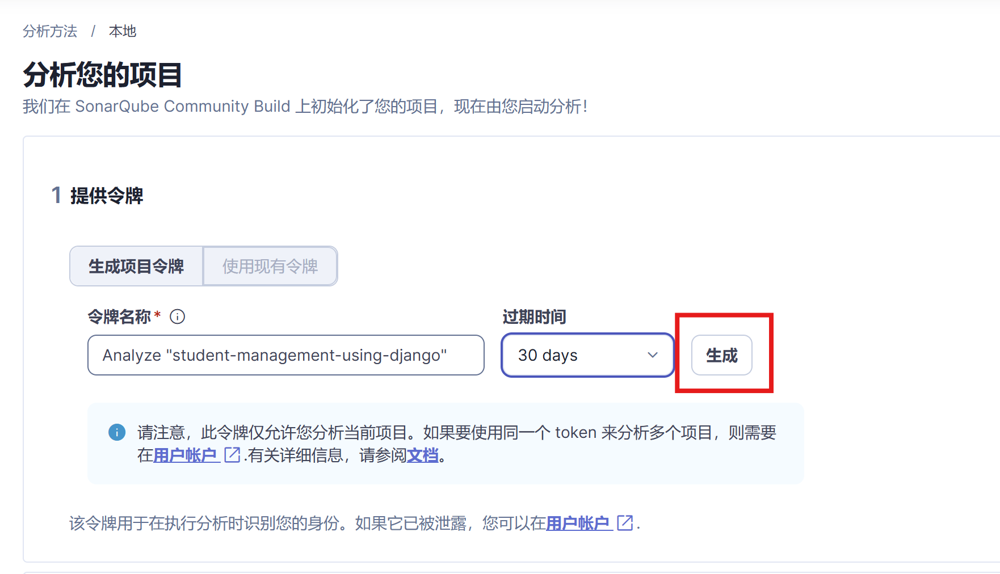 分析方法 / 本地
分析您的项目
我们在 SonarQube Community Build 上初始化了您的项目，现在由您启动分析！
1 提供令牌
生成项目令牌 使用现有令牌
令牌名称* 过期时间
Analyze "student-management-using-django" 30 days 生成
请注意，此令牌仅允许您分析当前项目。如果要使用同一个 token 来分析多个项目，则需要
在用户帐户 .有关详细信息，请参阅文档。
该令牌用于在执行分析时识别您的身份。如果它已被泄露，您可以在用户帐户 .